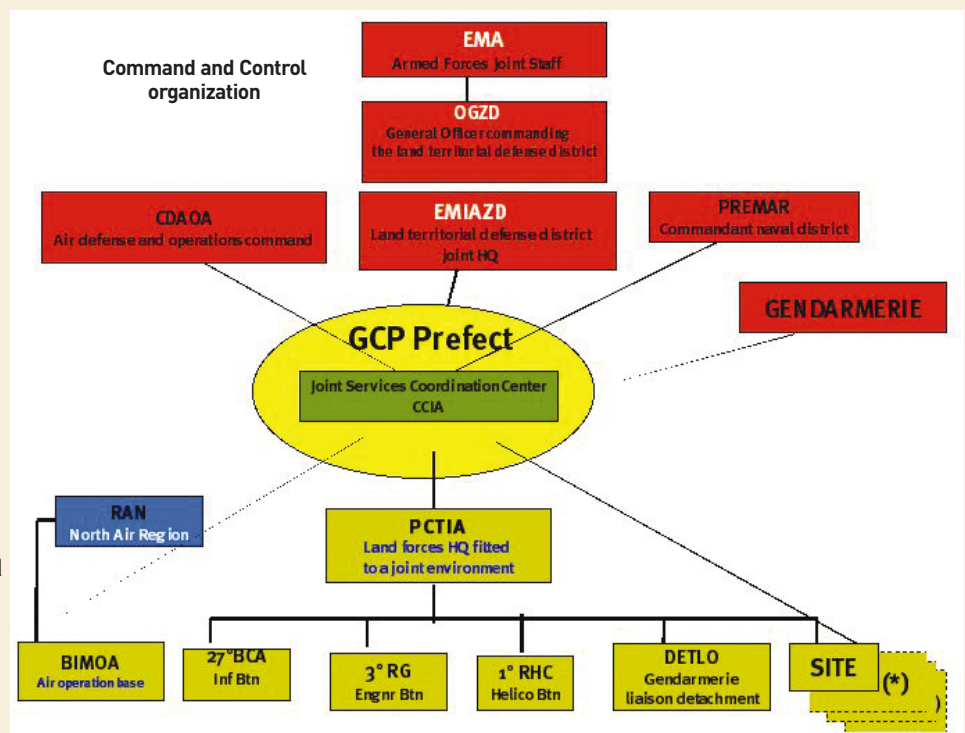 Command and Control
organization
EMA
Armed Forces Joint Staff
OGZD
General Officer commanding
the land territorial defense district
CDAOA
Air defense and operations command
EMIAZD
Land territorial defense district
joint HQ
PREMAR
Commandant naval district
GENDARMERIE
GCP Prefect
Joint Services Coordination Center
CCIA
RAN
North Air Region
PCTIA
Land forces HQ fitted
to a joint environment
BIMOA
Air operation base
27°BCA
Inf Btn
3° RG
Engnr Btn
1° RHC
Helico Btn
DETLO
Gendarmerie
liaison detachment
SITE
(*)
)